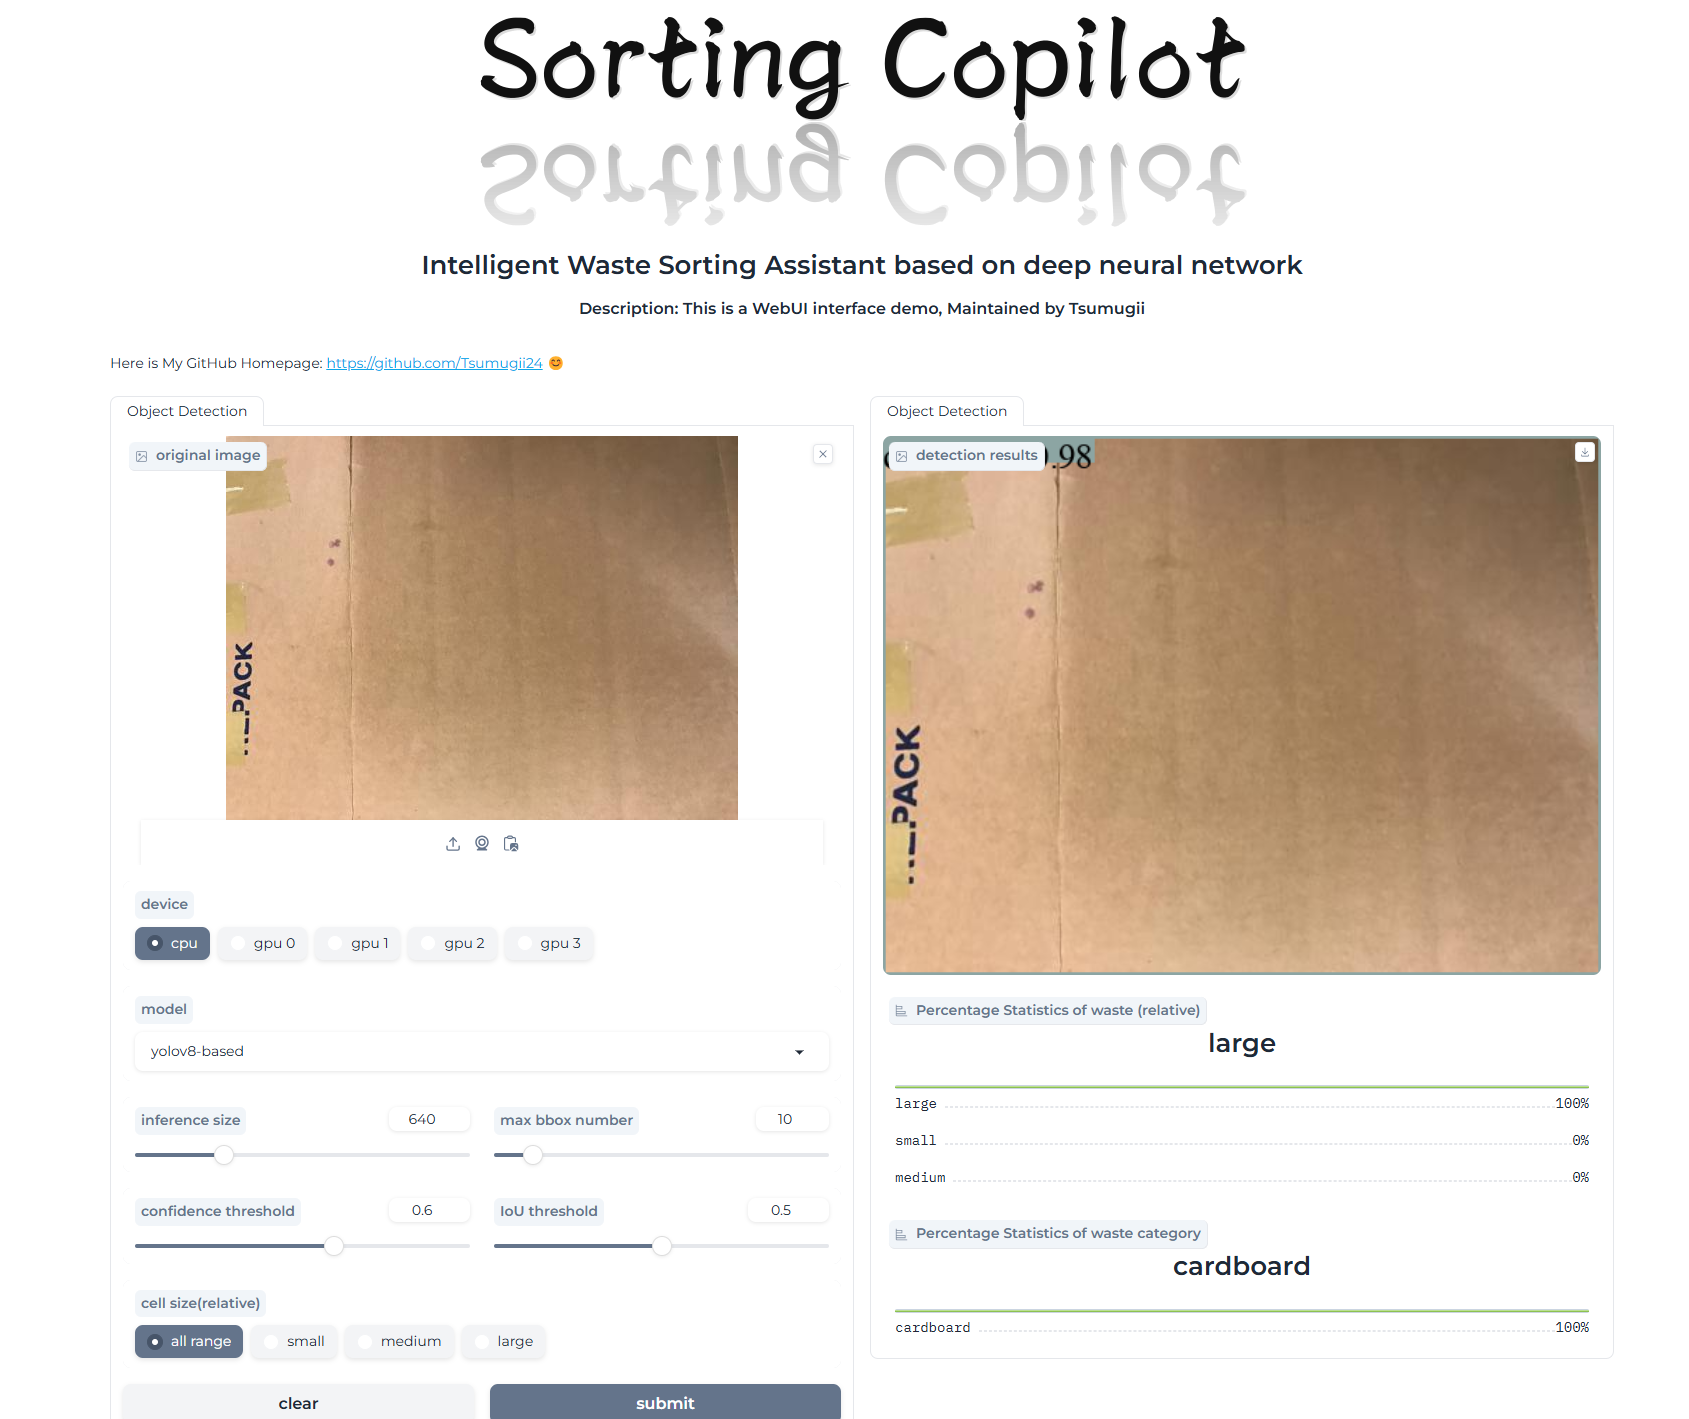 Sorting Copilot
Intelligent Waste Sorting Assistant based on deep neural network
Description: This is a WebUI interface demo, Maintained by Tsumugii
Here is My GitHub Homepage: https://github.com/Tsumugii24 😊
Object Detection
original image
PACK
device
cpu
gpu 0
gpu 1
gpu 2
gpu 3
model
yolov8-based
inference size
640
max bbox number
10
confidence threshold
0.6
IoU threshold
0.5
cell size(relative)
all range
small
medium
large
clear
submit
Object Detection
detection results
.98
PACK
Percentage Statistics of waste (relative)
large
large 100%
small 0%
medium 0%
Percentage Statistics of waste category
cardboard
cardboard 100%